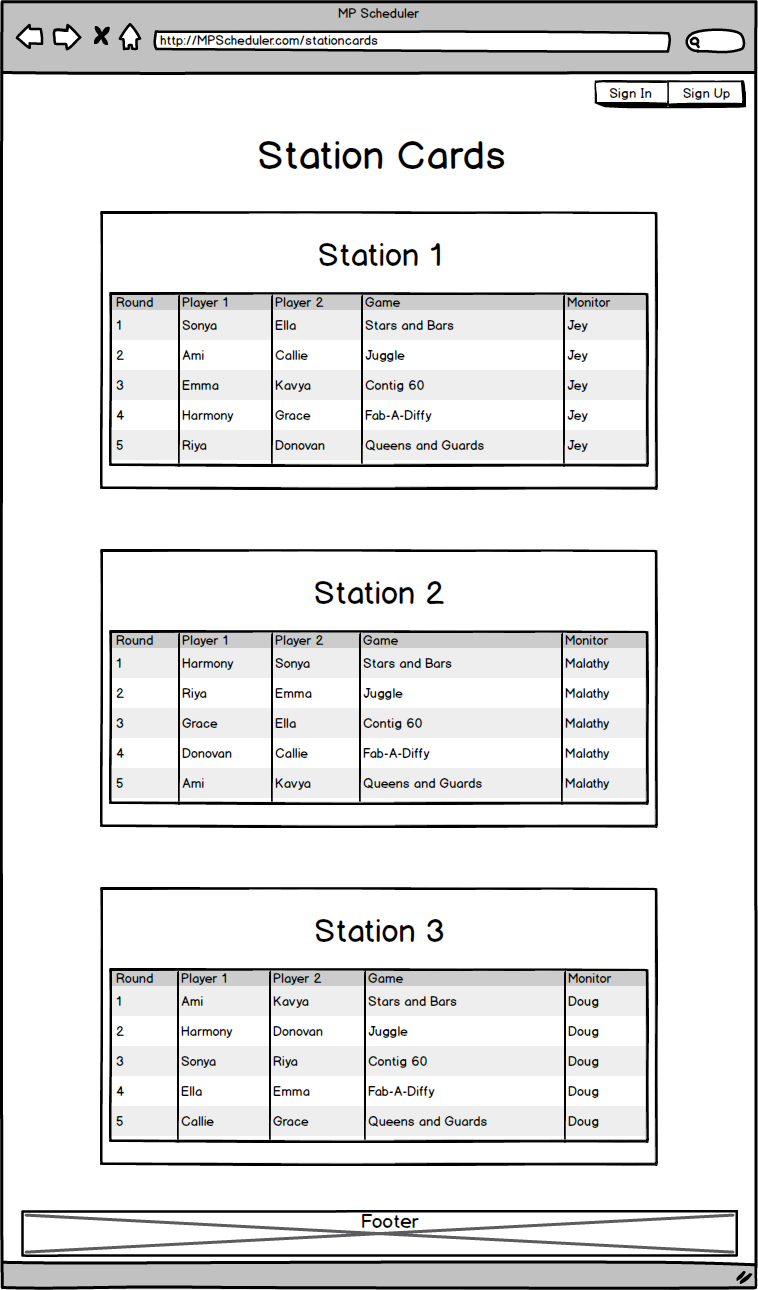 MP Scheduler
http://MPScheduler.com/stationcards
Sign In Sign Up
Station Cards
Station 1
Round Player 1 Player 2 Game Monitor
1 Sonya Ella Stars and Bars Jey
2 Ami Callie Juggle Jey
3 Emma Kavya Contig 60 Jey
4 Harmony Grace Fab-A-Diffy Jey
5 Riya Donovan Queens and Guards Jey
Station 2
Round Player 1 Player 2 Game Monitor
1 Harmony Sonya Stars and Bars Malathy
2 Riya Emma Juggle Malathy
3 Grace Ella Contig 60 Malathy
4 Donovan Callie Fab-A-Diffy Malathy
5 Ami Kavya Queens and Guards Malathy
Station 3
Round Player 1 Player 2 Game Monitor
1 Ami Kavya Stars and Bars Doug
2 Harmony Donovan Juggle Doug
3 Sonya Riya Contig 60 Doug
4 Ella Emma Fab-A-Diffy Doug
5 Callie Grace Queens and Guards Doug
Footer